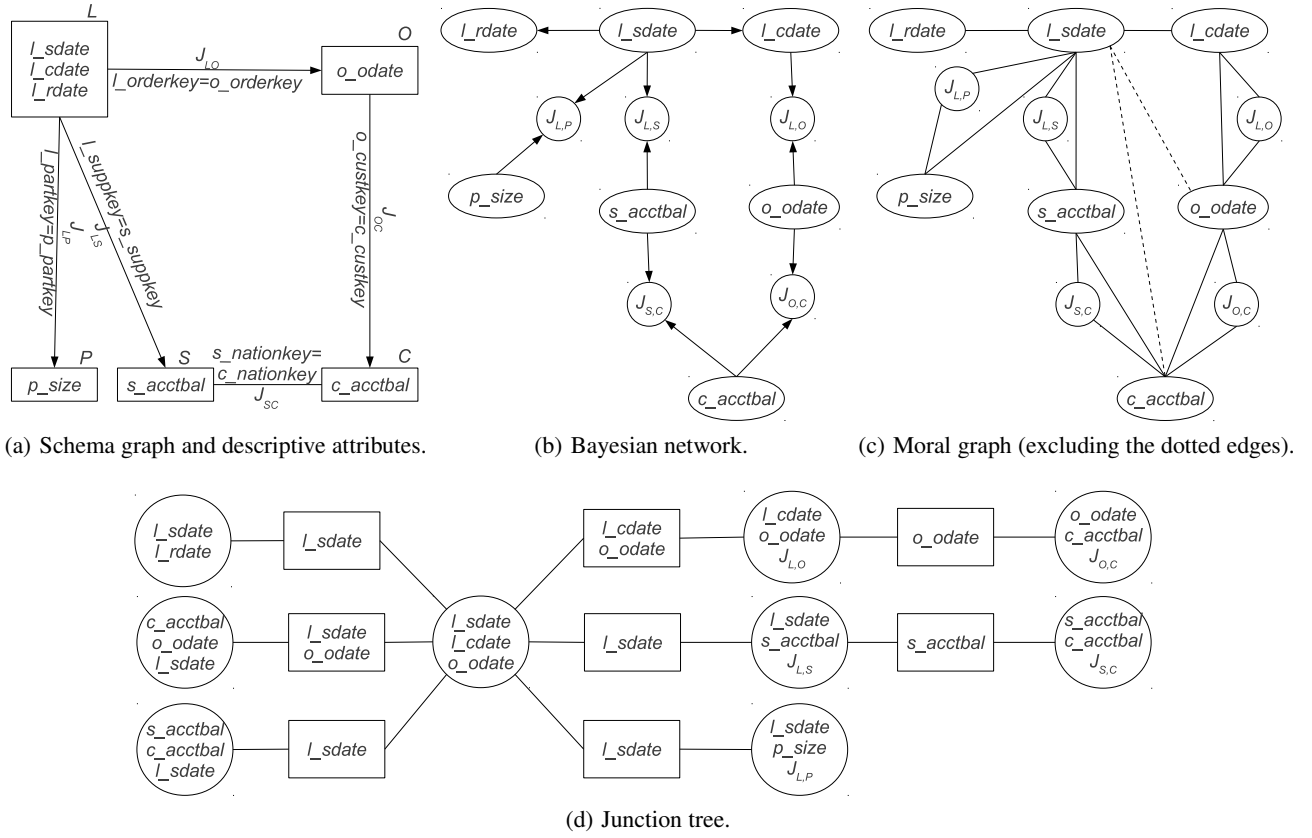 L
l_sdate
l_cdate
l_rdate
J_LO
l_orderkey=o_orderkey
O
o_odate
l_partkey=p_partkey
J_LP
l_suppkey=s_suppkey
J_LS
o_custkey=c_custkey
J_OC
P
p_size
S
s_acctbal
s_nationkey=
c_nationkey
J_SC
C
c_acctbal
(a) Schema graph and descriptive attributes.
l_rdate
l_sdate
l_cdate
J_L,P
J_L,S
J_L,O
p_size
s_acctbal
o_odate
J_S,C
J_O,C
c_acctbal
(b) Bayesian network.
l_rdate
l_sdate
l_cdate
J_L,P
J_L,S
J_L,O
p_size
s_acctbal
o_odate
J_S,C
J_O,C
c_acctbal
(c) Moral graph (excluding the dotted edges).
l_sdate
l_rdate
l_sdate
l_cdate
o_odate
l_cdate
o_odate
J_L,O
o_odate
o_odate
c_acctbal
J_O,C
c_acctbal
o_odate
l_sdate
l_sdate
o_odate
l_sdate
l_cdate
o_odate
l_sdate
l_sdate
s_acctbal
J_L,S
s_acctbal
s_acctbal
c_acctbal
J_S,C
s_acctbal
c_acctbal
l_sdate
l_sdate
l_sdate
l_sdate
p_size
J_L,P
(d) Junction tree.